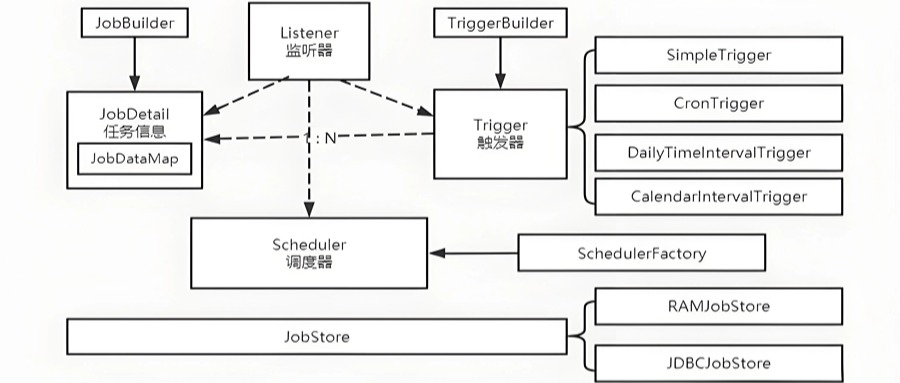 JobBuilder
Listener
监听器
TriggerBuilder
SimpleTrigger
JobDetail
任务信息
JobDataMap
: N
Trigger
触发器
CronTrigger
DailyTimeIntervalTrigger
CalendarIntervalTrigger
Scheduler
调度器
SchedulerFactory
JobStore
RAMJobStore
JDBCJobStore